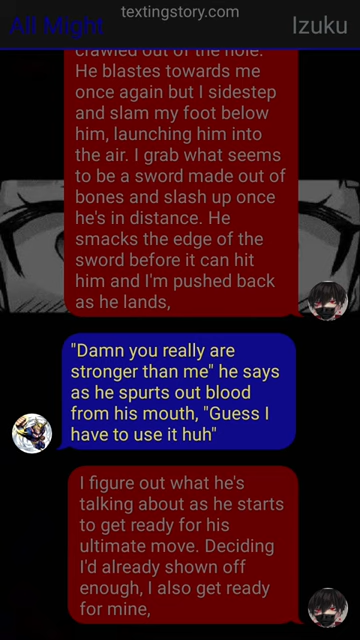 textingstory.com
All Might
Izuku
crawled out of the hole.
He blastes towards me
once again but I sidestep
and slam my foot below
him, launching him into
the air. I grab what seems
to be a sword made out of
bones and slash up once
he's in distance. He
smacks the edge of the
sword before it can hit
him and I'm pushed back
as he lands,
"Damn you really are
stronger than me" he says
as he spurts out blood
from his mouth, "Guess I
have to use it huh"
I figure out what he's
talking about as he starts
to get ready for his
ultimate move. Deciding
I'd already shown off
enough, I also get ready
for mine,